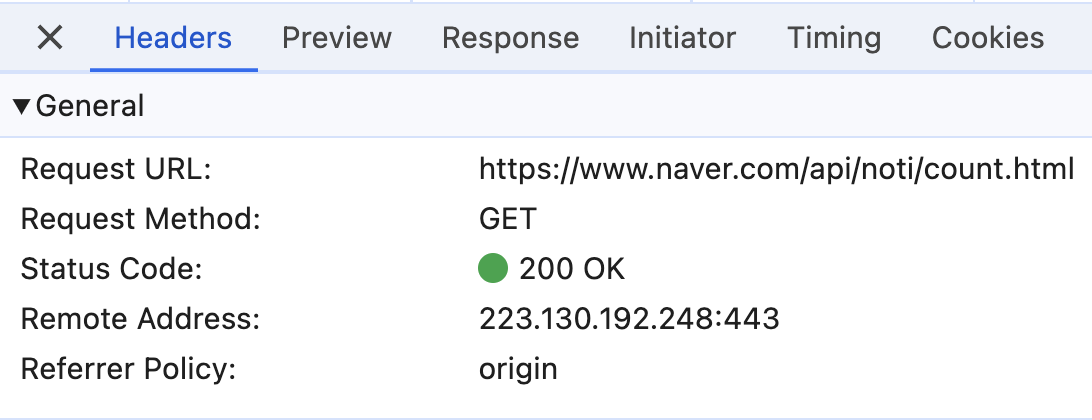 Headers Preview Response Initiator Timing Cookies
General
Request URL: https://www.naver.com/api/noti/count.html
Request Method: GET
Status Code: 200 OK
Remote Address: 223.130.192.248:443
Referrer Policy: origin